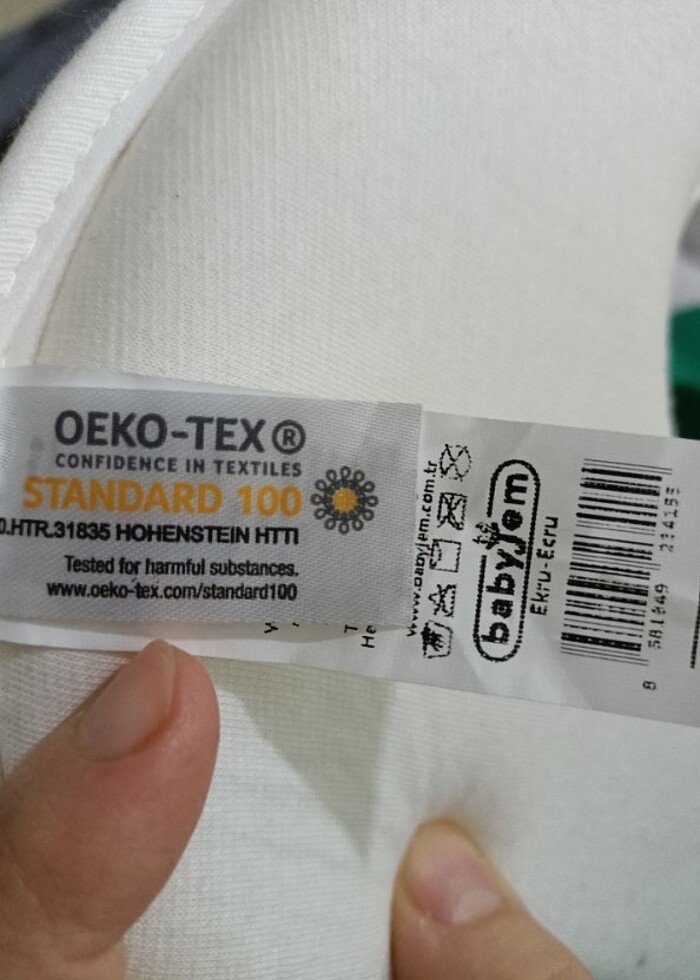 OEKO-TEX®
CONFIDENCE IN TEXTILES
STANDARD 100
0.HTR.31835 HOHENSTEIN HTTI
Tested for harmful substances.
www.oeko-tex.com/standard100
www.babyjem.com.tr
babyjem
Ekru-Ecru